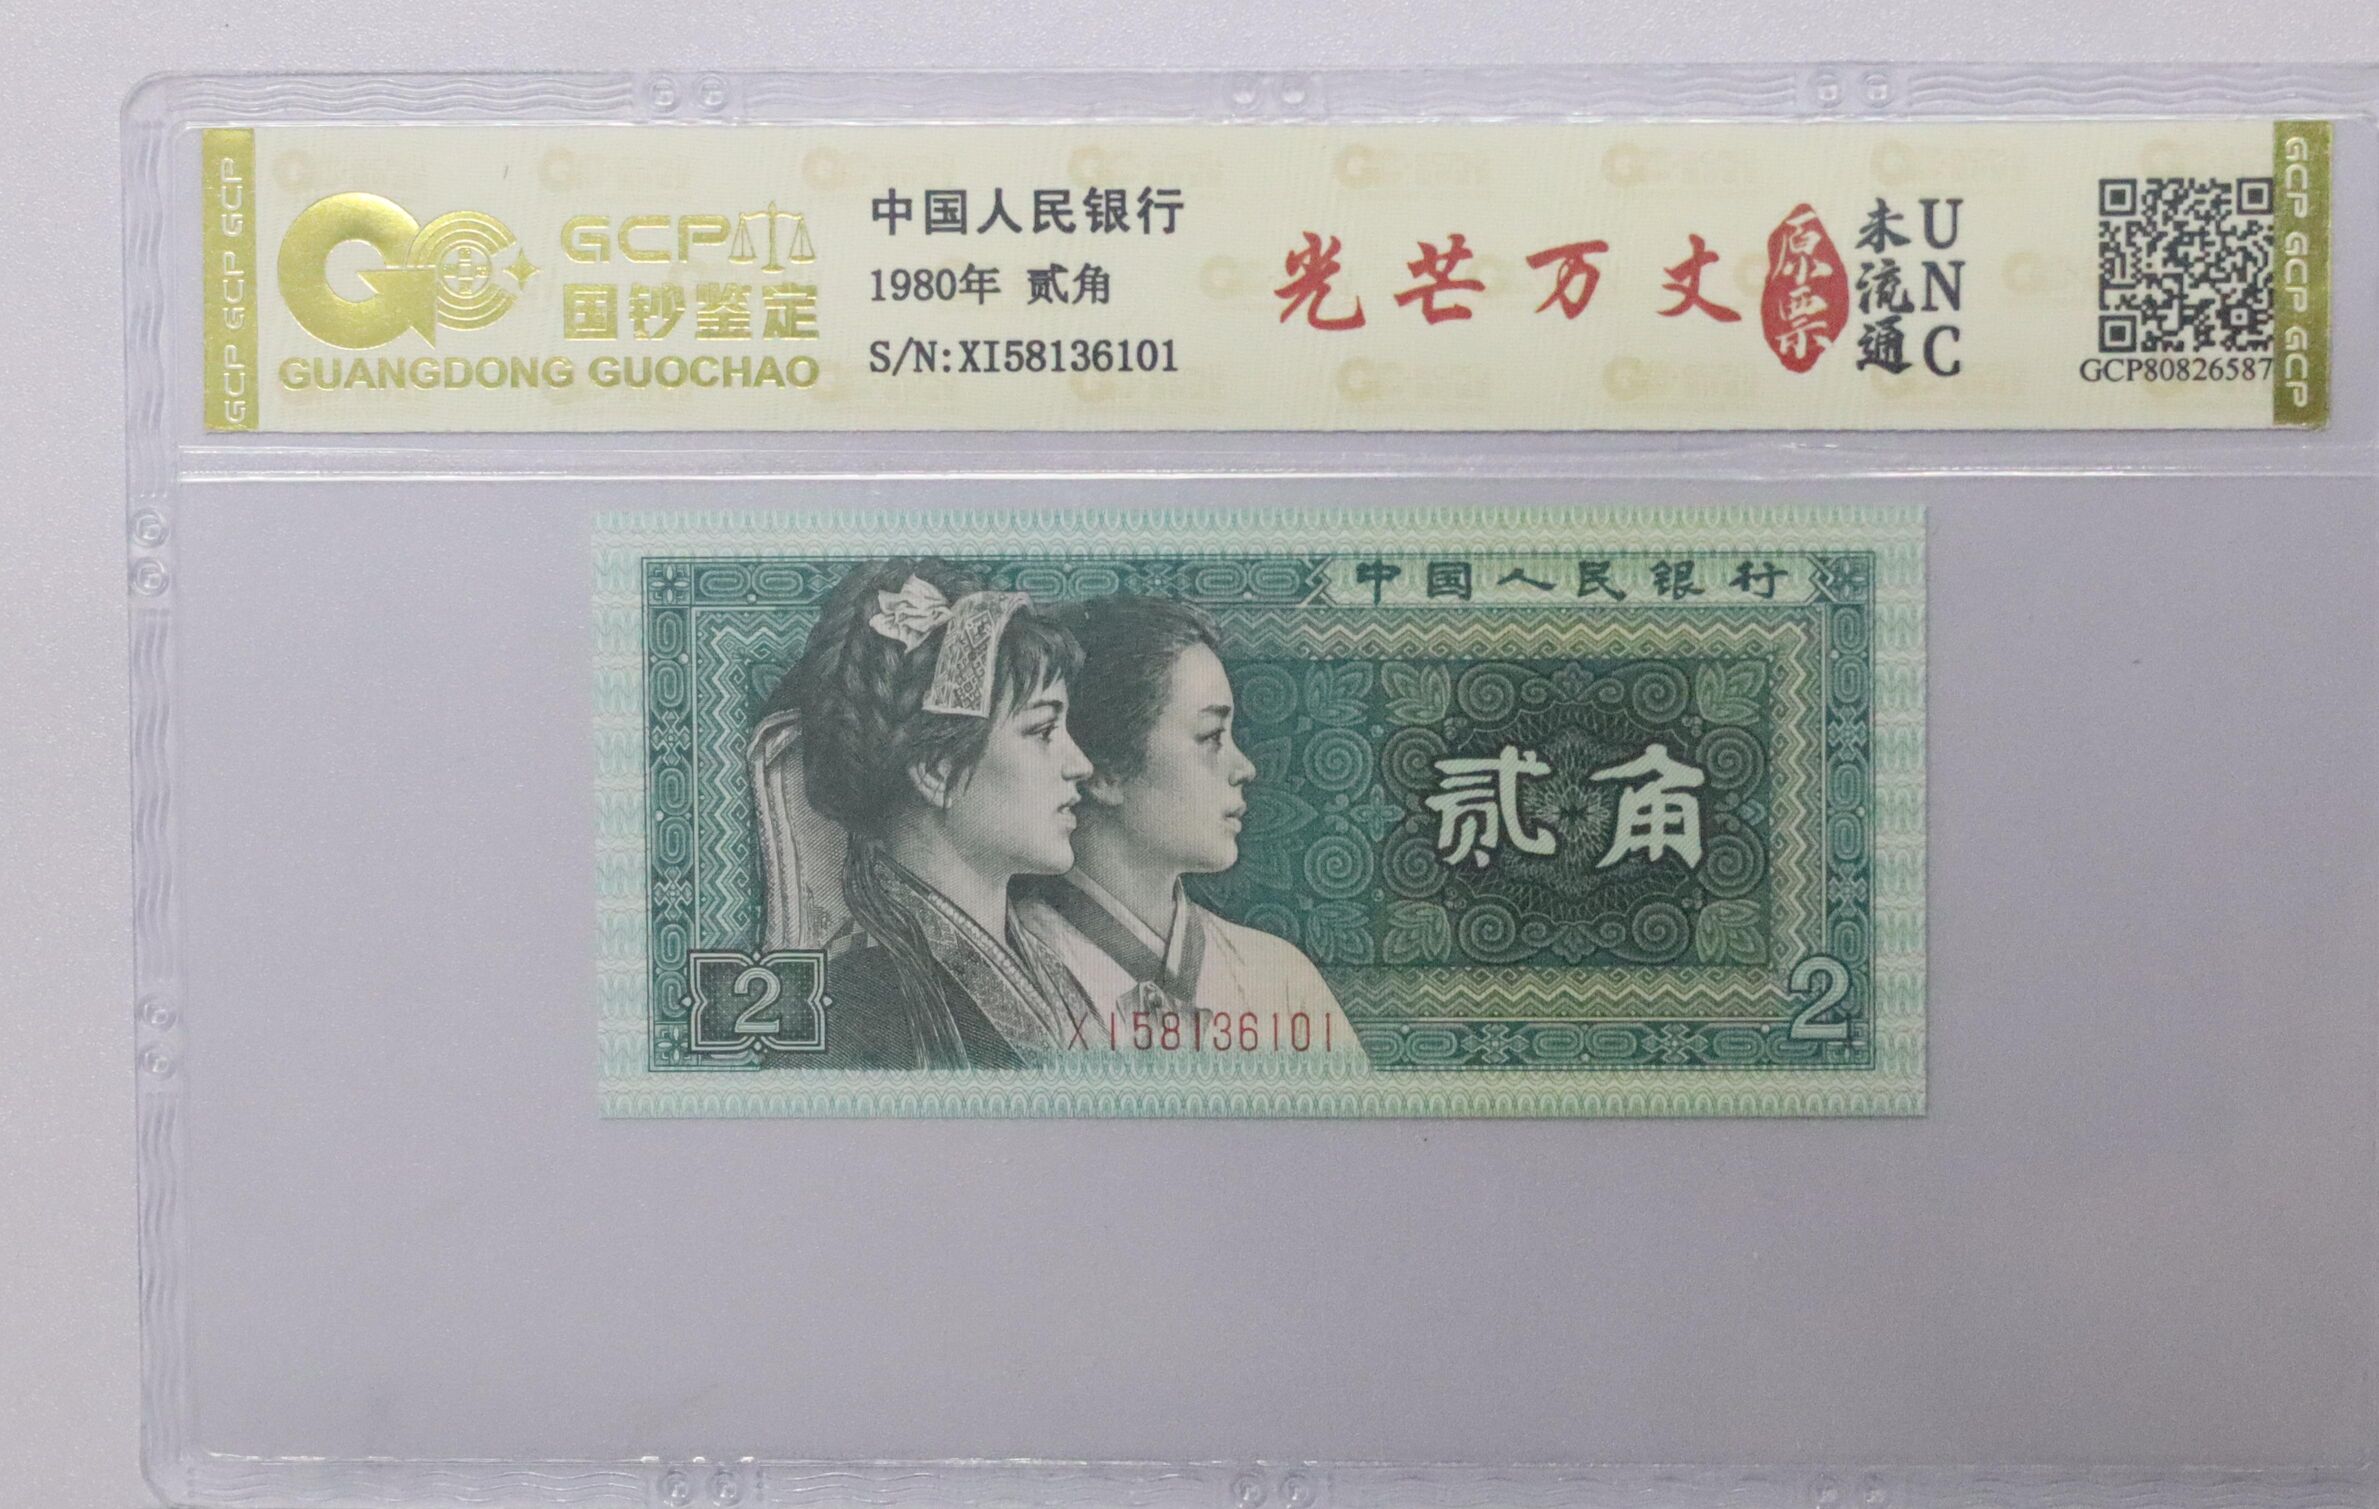 GCP GCP GCP
GCP
国钞鉴定
GUANGDONG GUOCHAO
中国人民银行
1980年 贰角
S/N:XI58136101
光芒万丈
原票
未流通
UNC
GCP80826587
GCP GCP GCP
中国人民银行
贰角
2
XI58136101
2